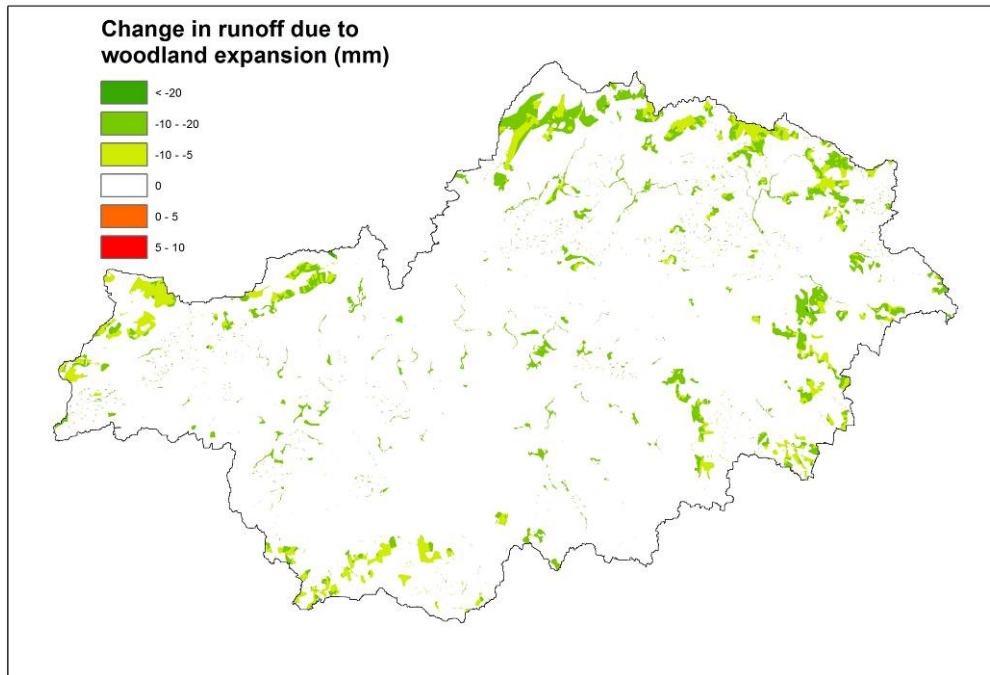 Change in runoff due to
woodland expansion (mm)
< -20
-10 - -20
-10 - -5
0
0 - 5
5 - 10